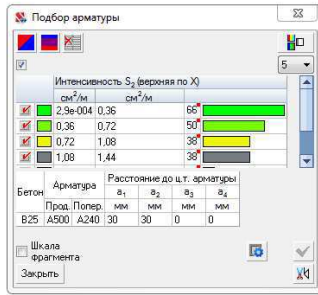 Подбор арматуры
5
Интенсивность S2 (верхняя по X)
см²/м см²/м
2,9e-004 0,36 66
0,36 0,72 50
0,72 1,08 38
1,08 1,44 38
Бетон Арматура Расстояние до ц.т. арматуры
a1 a2 a3 a4
Прод. Попер. мм мм мм мм
B25 A500 A240 30 30 0 0
Шкала
фрагмента
Закрыть